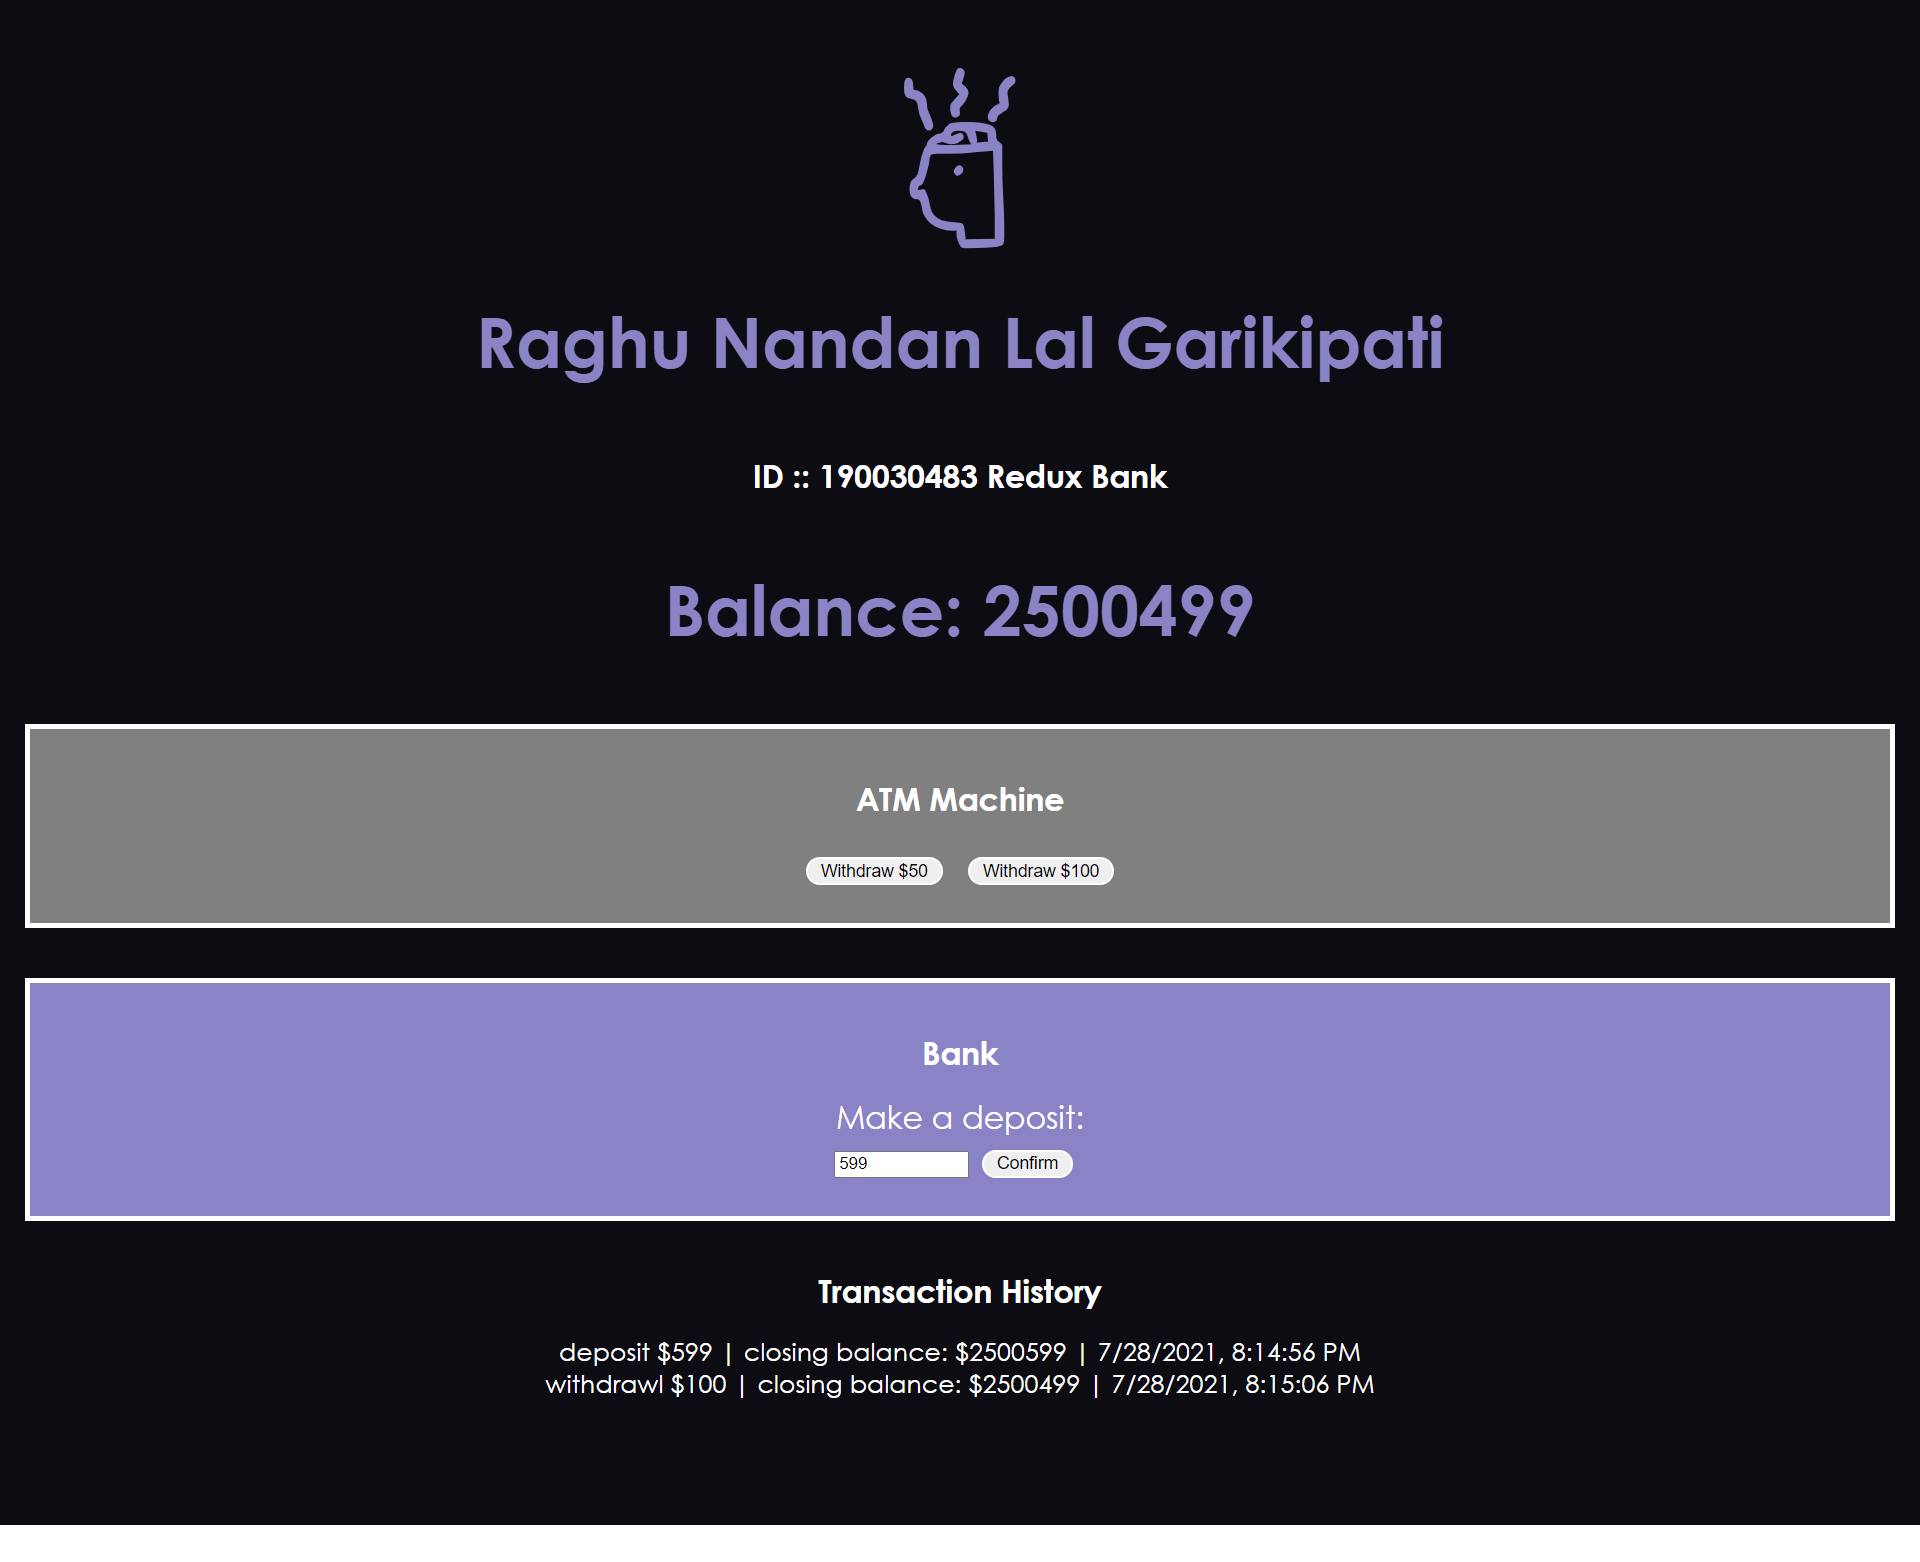 Raghu Nandan Lal Garikipati
ID :: 190030483 Redux Bank
Balance: 2500499
ATM Machine
Withdraw $50 Withdraw $100
Bank
Make a deposit:
599 Confirm
Transaction History
deposit $599 | closing balance: $2500599 | 7/28/2021, 8:14:56 PM
withdrawl $100 | closing balance: $2500499 | 7/28/2021, 8:15:06 PM